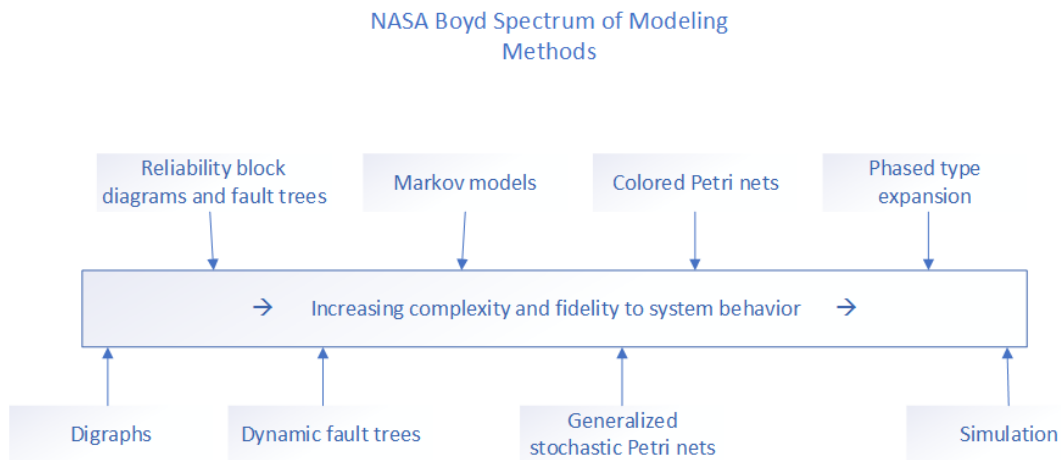 NASA Boyd Spectrum of Modeling
Methods
Reliability block
diagrams and fault trees
Markov models
Colored Petri nets
Phased type
expansion
→ Increasing complexity and fidelity to system behavior →
Digraphs
Dynamic fault trees
Generalized
stochastic Petri nets
Simulation